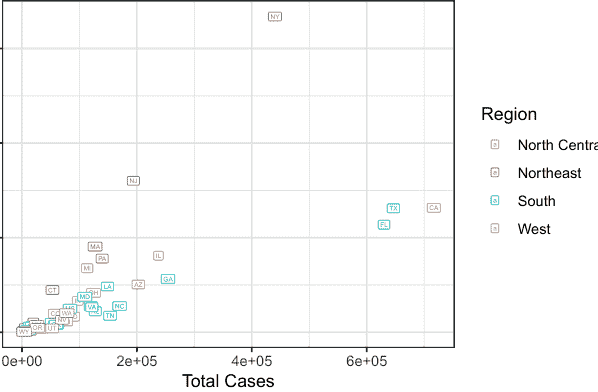 NY
NJ
TX
CA
FL
MA
PA
IL
MI
GA
AZ
CT
LA
OH
MD
NC
VA
TN
CO
WA
NV
OR
UT
WY
0e+00
2e+05
4e+05
6e+05
Total Cases
Region
a North Centra
a Northeast
a South
a West